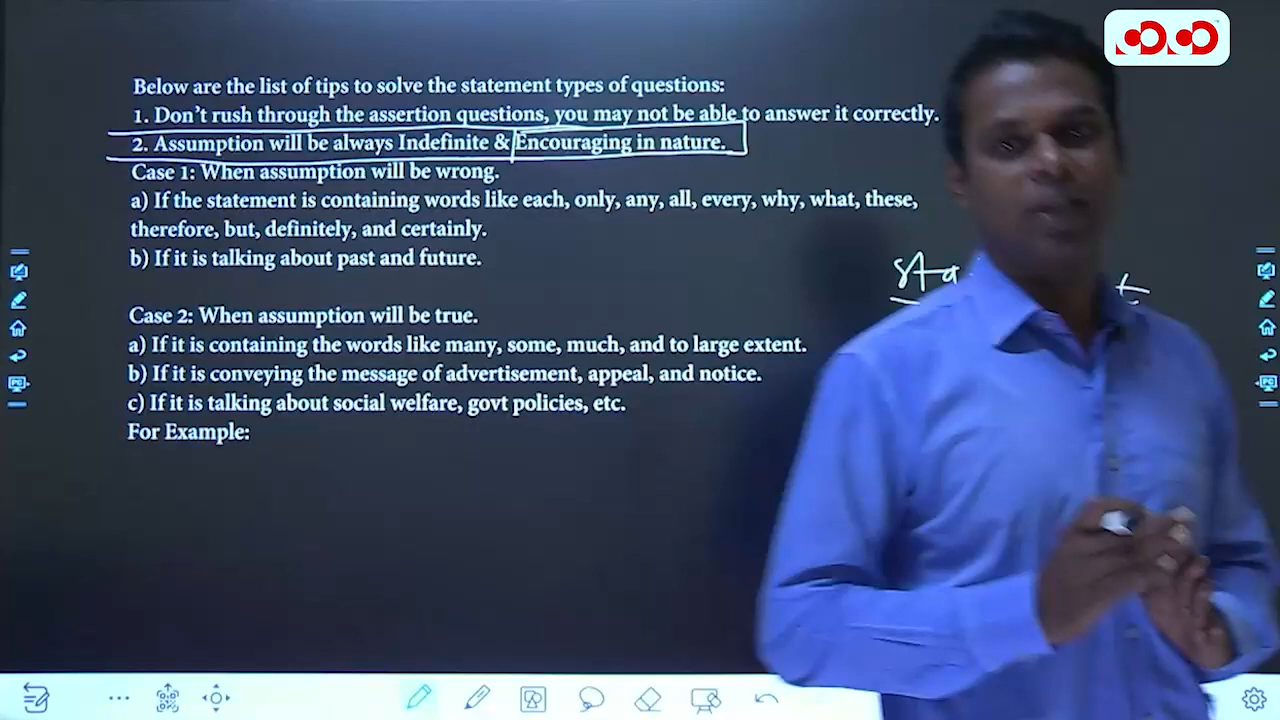 Below are the list of tips to solve the statement types of questions:
1. Don't rush through the assertion questions, you may not be able to answer it correctly.
2. Assumption will be always Indefinite & Encouraging in nature.
Case 1: When assumption will be wrong.
a) If the statement is containing words like each, only, any, all, every, why, what, these,
therefore, but, definitely, and certainly.
b) If it is talking about past and future.
Case 2: When assumption will be true.
a) If it is containing the words like many, some, much, and to large extent.
b) If it is conveying the message of advertisement, appeal, and notice.
c) If it is talking about social welfare, govt policies, etc.
For Example:
PC
PC